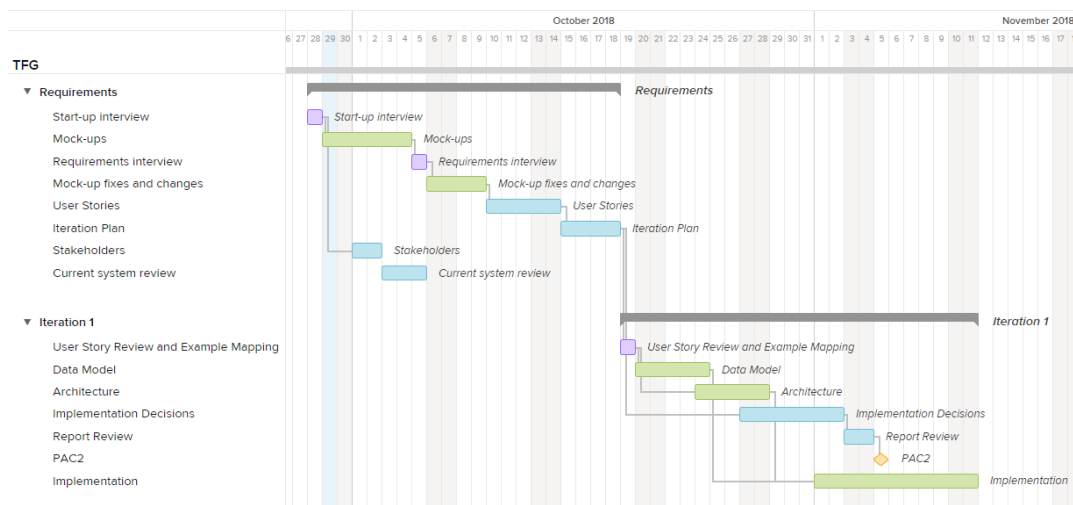 October 2018 November 2018
6 27 28 29 30 1 2 3 4 5 6 7 8 9 10 11 12 13 14 15 16 17 18 19 20 21 22 23 24 25 26 27 28 29 30 31 1 2 3 4 5 6 7 8 9 10 11 12 13 14 15 16 17
TFG
Requirements Requirements
Start-up interview Start-up interview
Mock-ups Mock-ups
Requirements interview Requirements interview
Mock-up fixes and changes Mock-up fixes and changes
User Stories User Stories
Iteration Plan Iteration Plan
Stakeholders Stakeholders
Current system review Current system review
Iteration 1 Iteration 1
User Story Review and Example Mapping User Story Review and Example Mapping
Data Model Data Model
Architecture Architecture
Implementation Decisions Implementation Decisions
Report Review Report Review
PAC2 PAC2
Implementation Implementation